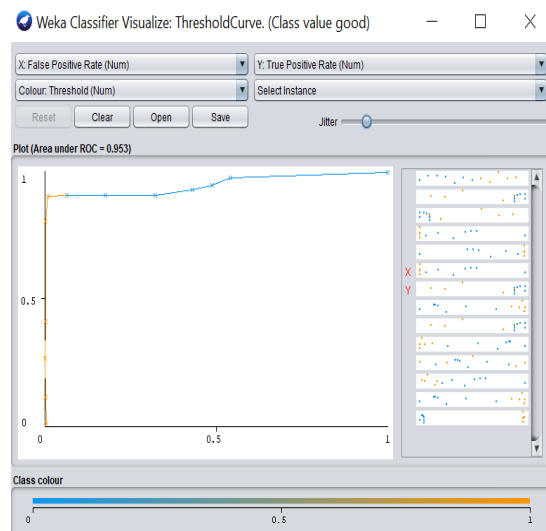 Weka Classifier Visualize: ThresholdCurve. (Class value good)
X: False Positive Rate (Num) Y: True Positive Rate (Num)
Colour: Threshold (Num) Select Instance
Reset Clear Open Save Jitter
Plot (Area under ROC = 0.953)
1
0.5
0
0 0.5 1
X
Y
Class colour
0 0.5 1